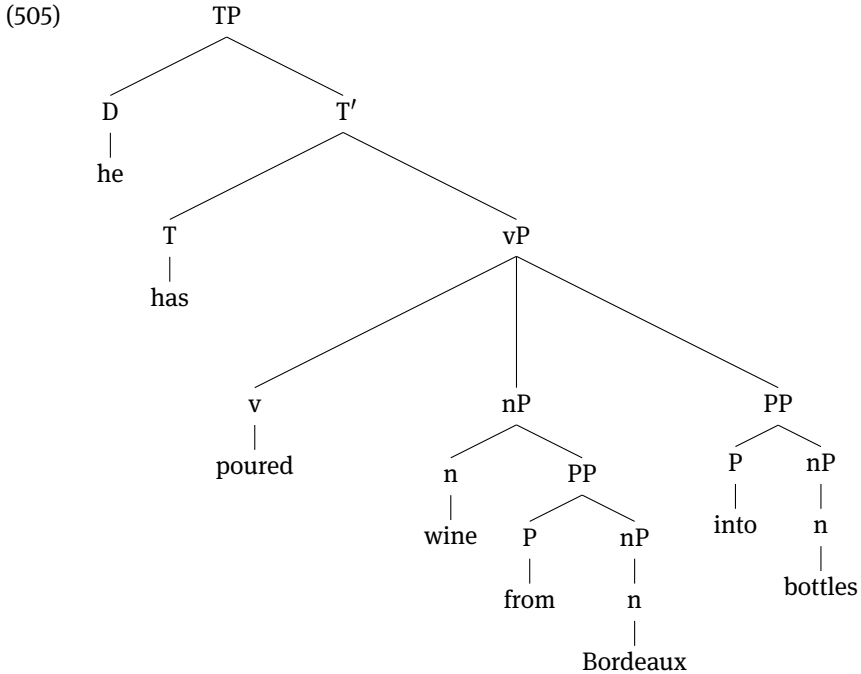 (505) TP
D T′
he
T vP
has
v nP PP
poured n PP P nP
wine P nP into n
from n bottles
Bordeaux